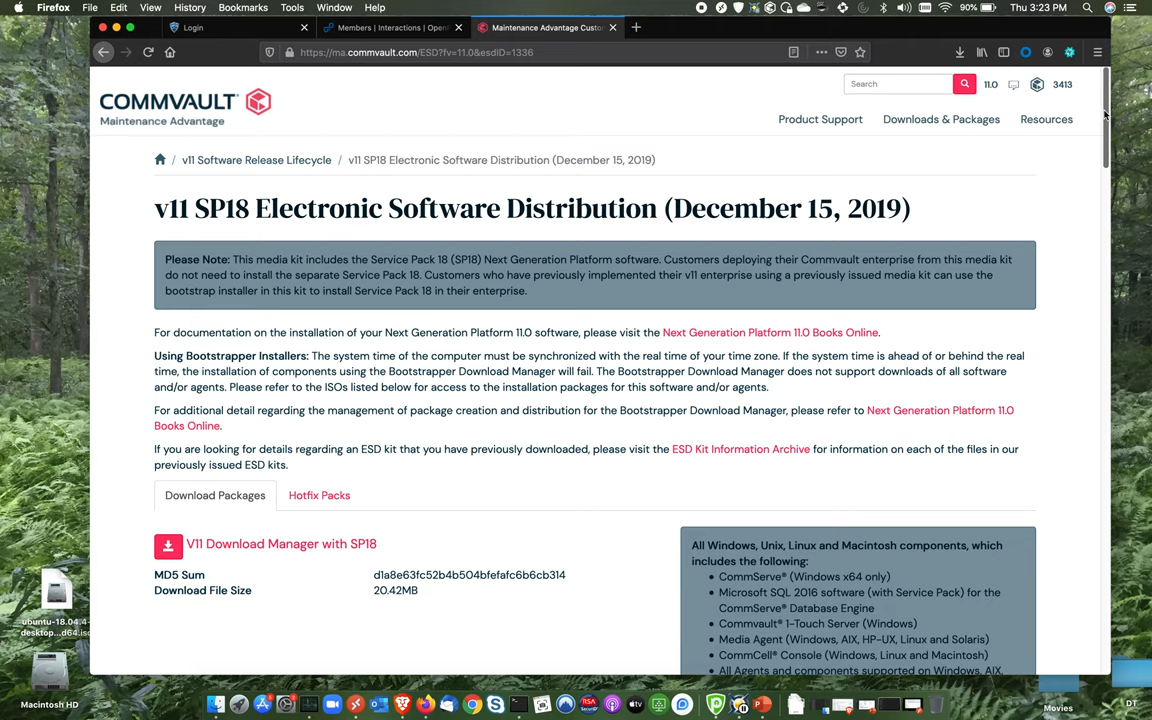 Firefox File Edit View History Bookmarks Tools Window Help 90% Thu 3:23 PM
Login Members | Interactions | Open Maintenance Advantage Custo
https://ma.commvault.com/ESD?fv=11.0&esdID=1336
COMMVAULT
Maintenance Advantage
Search 11.0 3413
Product Support Downloads & Packages Resources
/ v11 Software Release Lifecycle / v11 SP18 Electronic Software Distribution (December 15, 2019)
v11 SP18 Electronic Software Distribution (December 15, 2019)
Please Note: This media kit includes the Service Pack 18 (SP18) Next Generation Platform software. Customers deploying their Commvault enterprise from this media kit
do not need to install the separate Service Pack 18. Customers who have previously implemented their v11 enterprise using a previously issued media kit can use the
bootstrap installer in this kit to install Service Pack 18 in their enterprise.
For documentation on the installation of your Next Generation Platform 11.0 software, please visit the Next Generation Platform 11.0 Books Online.
Using Bootstrapper Installers: The system time of the computer must be synchronized with the real time of your time zone. If the system time is ahead of or behind the real
time, the installation of components using the Bootstrapper Download Manager will fail. The Bootstrapper Download Manager does not support downloads of all software
and/or agents. Please refer to the ISOs listed below for access to the installation packages for this software and/or agents.
For additional detail regarding the management of package creation and distribution for the Bootstrapper Download Manager, please refer to Next Generation Platform 11.0
Books Online.
If you are looking for details regarding an ESD kit that you have previously downloaded, please visit the ESD Kit Information Archive for information on each of the files in our
previously issued ESD kits.
Download Packages Hotfix Packs
V11 Download Manager with SP18
MD5 Sum d1a8e63fc52b4b504bfefafc6b6cb314
Download File Size 20.42MB
All Windows, Unix, Linux and Macintosh components, which
includes the following:
• CommServe® (Windows x64 only)
• Microsoft SQL 2016 software (with Service Pack) for the
CommServe® Database Engine
• Commvault® 1-Touch Server (Windows)
• Media Agent (Windows, AIX, HP-UX, Linux and Solaris)
• CommCell® Console (Windows, Linux and Macintosh)
• All Agents and components supported on Windows, AIX,
ubuntu-18.04.4-
desktop...d64.iso
Macintosh HD
Movies
DT